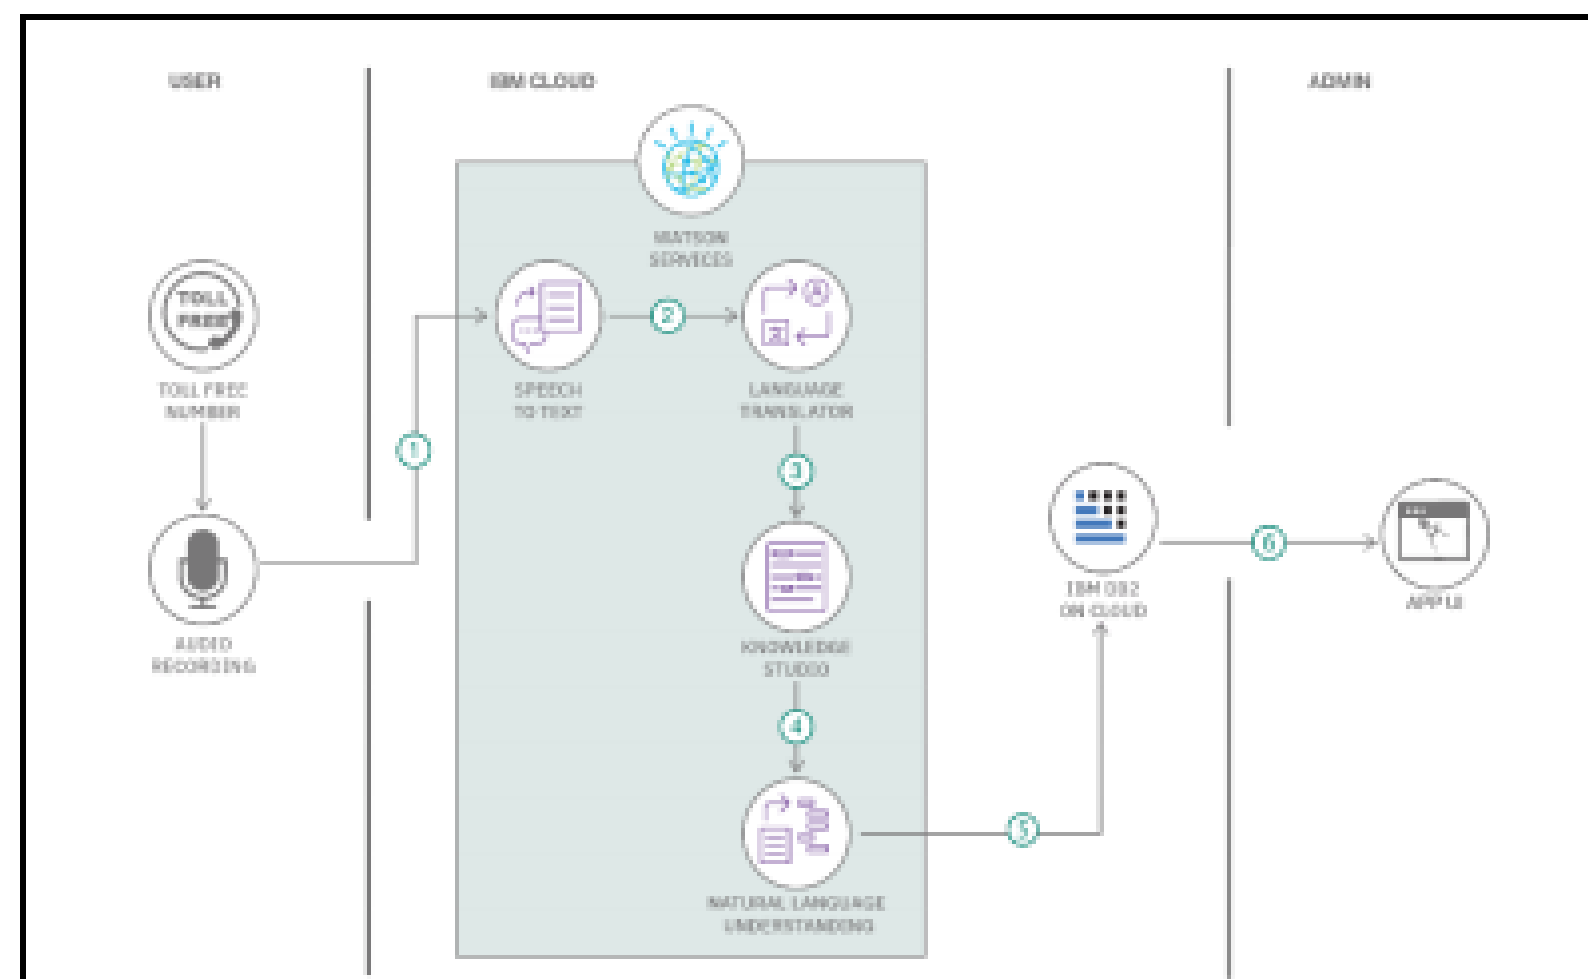 USER
IBM CLOUD
ADMIN
WATSON
SERVICES
TOLL
FREE
TOLL FREE
NUMBER
SPEECH
TO TEXT
2
LANGUAGE
TRANSLATOR
1
3
AUDIO
RECORDING
KNOWLEDGE
STUDIO
IBM DB2
ON CLOUD
6
APP UI
4
NATURAL LANGUAGE
UNDERSTANDING
5